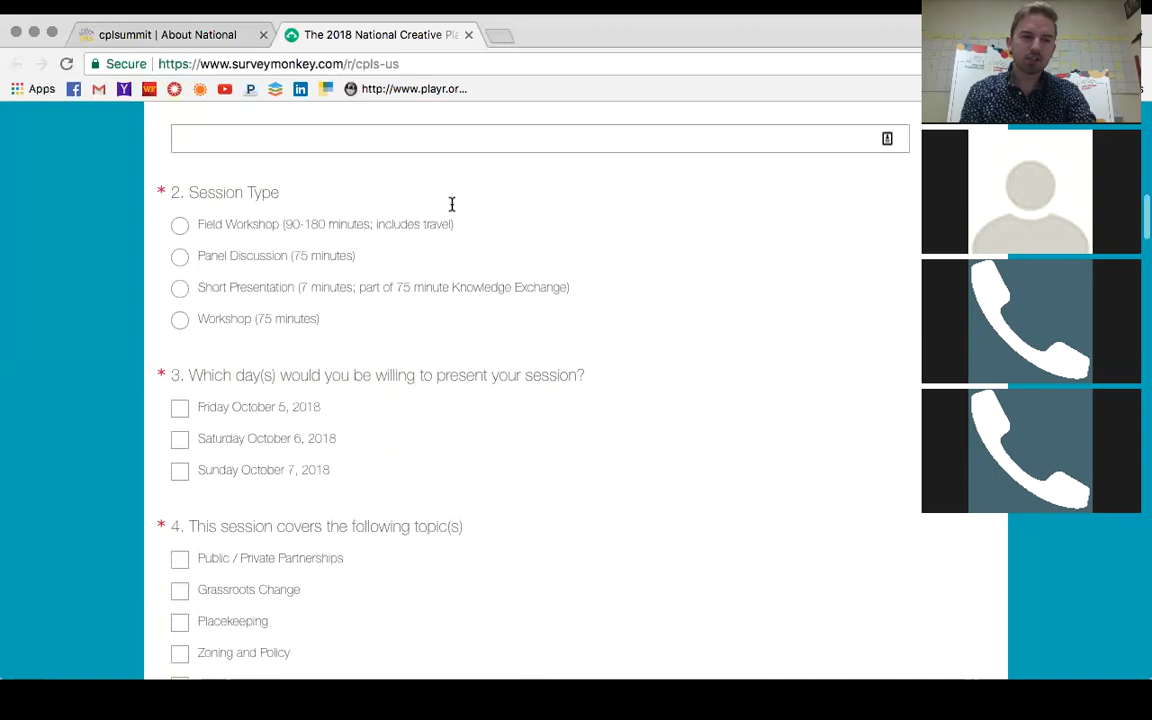 cplsummit | About National
The 2018 National Creative Pla
Secure | https://www.surveymonkey.com/r/cpls-us
Apps
http://www.playr.or...
* 2. Session Type
Field Workshop (90-180 minutes; includes travel)
Panel Discussion (75 minutes)
Short Presentation (7 minutes; part of 75 minute Knowledge Exchange)
Workshop (75 minutes)
* 3. Which day(s) would you be willing to present your session?
Friday October 5, 2018
Saturday October 6, 2018
Sunday October 7, 2018
* 4. This session covers the following topic(s)
Public / Private Partnerships
Grassroots Change
Placekeeping
Zoning and Policy